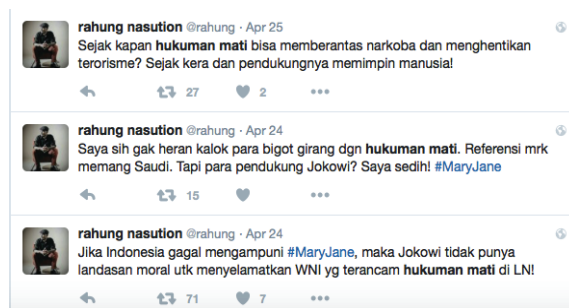 rahung nasution @rahung · Apr 25
Sejak kapan hukuman mati bisa memberantas narkoba dan menghentikan
terorisme? Sejak kera dan pendukungnya memimpin manusia!
27 2
rahung nasution @rahung · Apr 24
Saya sih gak heran kalok para bigot girang dgn hukuman mati. Referensi mrk
memang Saudi. Tapi para pendukung Jokowi? Saya sedih! #MaryJane
15
rahung nasution @rahung · Apr 24
Jika Indonesia gagal mengampuni #MaryJane, maka Jokowi tidak punya
landasan moral utk menyelamatkan WNI yg terancam hukuman mati di LN!
71 7